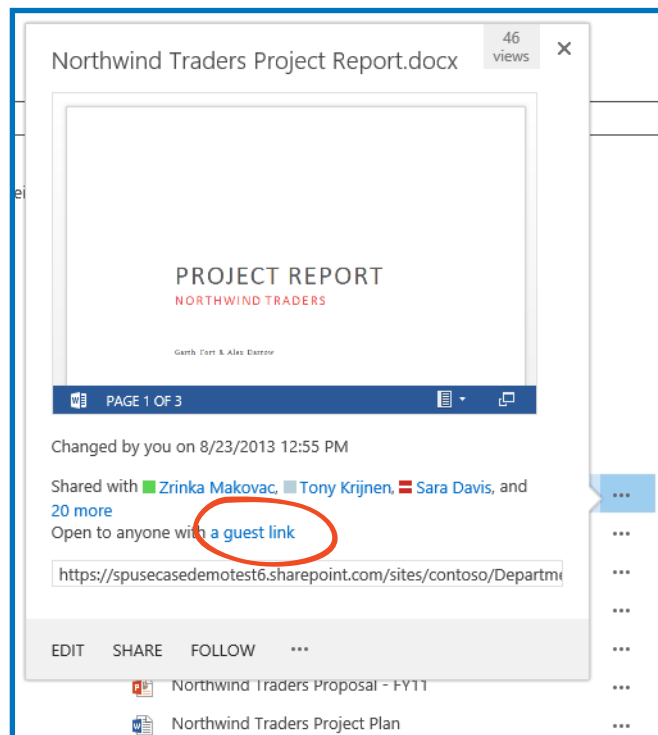 Northwind Traders Project Report.docx
46
views
PROJECT REPORT
NORTHWIND TRADERS
Garth Fort & Alex Darrow
PAGE 1 OF 3
Changed by you on 8/23/2013 12:55 PM
Shared with Zrinka Makovac, Tony Krijnen, Sara Davis, and
20 more
Open to anyone with a guest link
https://spusecasedemotest6.sharepoint.com/sites/contoso/Departme
EDIT SHARE FOLLOW ...
Northwind Traders Proposal - FY11
Northwind Traders Project Plan